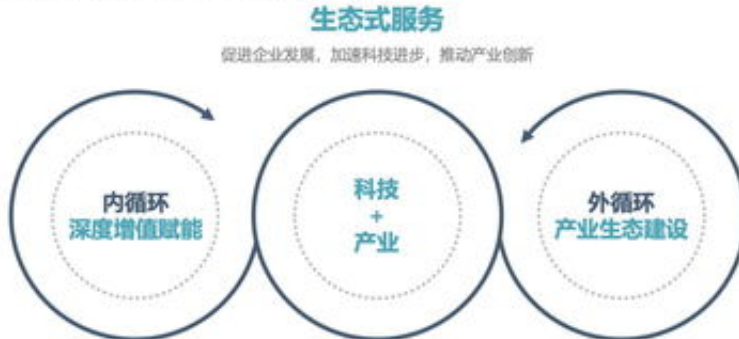 生态式服务
促进企业发展，加速科技进步，推动产业创新
内循环
深度增值赋能
科技
+
产业
外循环
产业生态建设